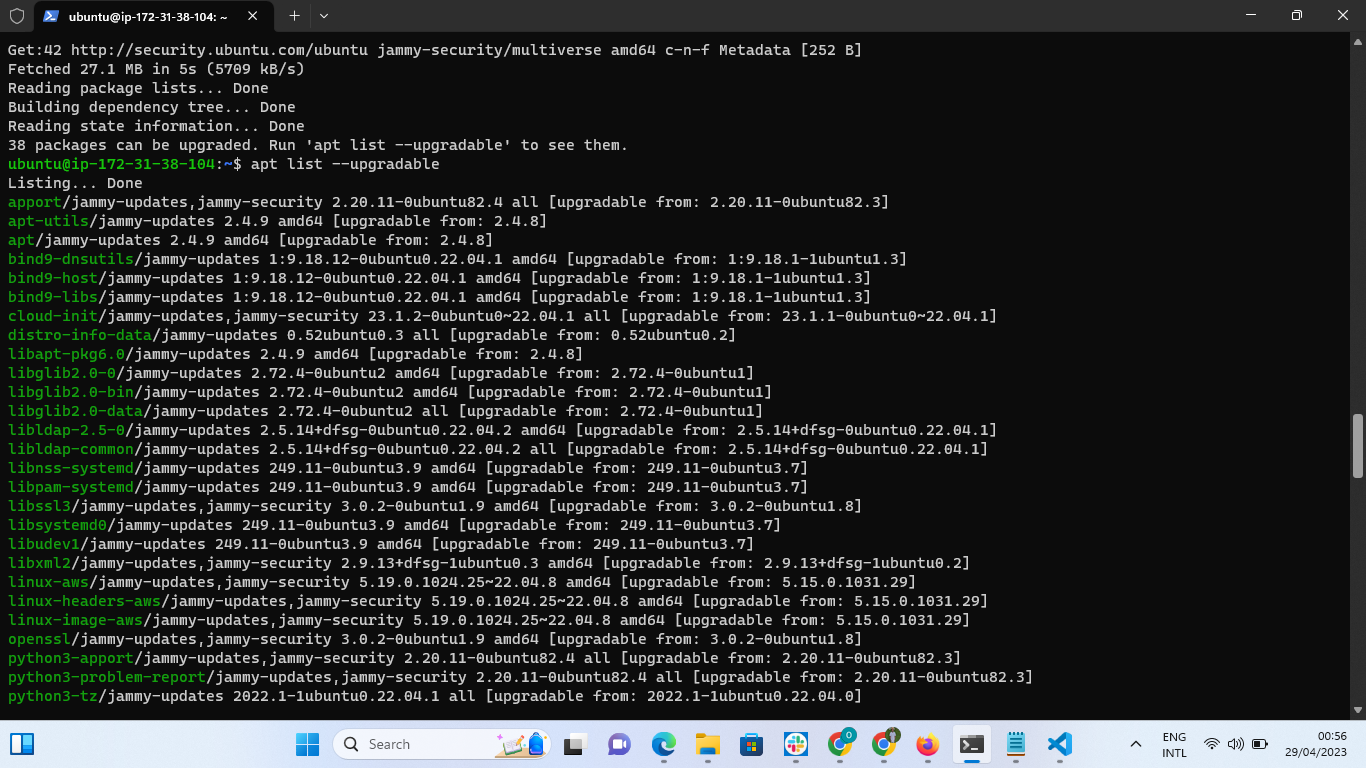 ubuntu@ip-172-31-38-104: ~
Get:42 http://security.ubuntu.com/ubuntu jammy-security/multiverse amd64 c-n-f Metadata [252 B]
Fetched 27.1 MB in 5s (5709 kB/s)
Reading package lists... Done
Building dependency tree... Done
Reading state information... Done
38 packages can be upgraded. Run 'apt list --upgradable' to see them.
ubuntu@ip-172-31-38-104:~$ apt list --upgradable
Listing... Done
apport/jammy-updates,jammy-security 2.20.11-0ubuntu82.4 all [upgradable from: 2.20.11-0ubuntu82.3]
apt-utils/jammy-updates 2.4.9 amd64 [upgradable from: 2.4.8]
apt/jammy-updates 2.4.9 amd64 [upgradable from: 2.4.8]
bind9-dnsutils/jammy-updates 1:9.18.12-0ubuntu0.22.04.1 amd64 [upgradable from: 1:9.18.1-1ubuntu1.3]
bind9-host/jammy-updates 1:9.18.12-0ubuntu0.22.04.1 amd64 [upgradable from: 1:9.18.1-1ubuntu1.3]
bind9-libs/jammy-updates 1:9.18.12-0ubuntu0.22.04.1 amd64 [upgradable from: 1:9.18.1-1ubuntu1.3]
cloud-init/jammy-updates,jammy-security 23.1.2-0ubuntu0~22.04.1 all [upgradable from: 23.1.1-0ubuntu0~22.04.1]
distro-info-data/jammy-updates 0.52ubuntu0.3 all [upgradable from: 0.52ubuntu0.2]
libapt-pkg6.0/jammy-updates 2.4.9 amd64 [upgradable from: 2.4.8]
libglib2.0-0/jammy-updates 2.72.4-0ubuntu2 amd64 [upgradable from: 2.72.4-0ubuntu1]
libglib2.0-bin/jammy-updates 2.72.4-0ubuntu2 amd64 [upgradable from: 2.72.4-0ubuntu1]
libglib2.0-data/jammy-updates 2.72.4-0ubuntu2 all [upgradable from: 2.72.4-0ubuntu1]
libldap-2.5-0/jammy-updates 2.5.14+dfsg-0ubuntu0.22.04.2 amd64 [upgradable from: 2.5.14+dfsg-0ubuntu0.22.04.1]
libldap-common/jammy-updates 2.5.14+dfsg-0ubuntu0.22.04.2 all [upgradable from: 2.5.14+dfsg-0ubuntu0.22.04.1]
libnss-systemd/jammy-updates 249.11-0ubuntu3.9 amd64 [upgradable from: 249.11-0ubuntu3.7]
libpam-systemd/jammy-updates 249.11-0ubuntu3.9 amd64 [upgradable from: 249.11-0ubuntu3.7]
libssl3/jammy-updates,jammy-security 3.0.2-0ubuntu1.9 amd64 [upgradable from: 3.0.2-0ubuntu1.8]
libsystemd0/jammy-updates 249.11-0ubuntu3.9 amd64 [upgradable from: 249.11-0ubuntu3.7]
libudev1/jammy-updates 249.11-0ubuntu3.9 amd64 [upgradable from: 249.11-0ubuntu3.7]
libxml2/jammy-updates,jammy-security 2.9.13+dfsg-1ubuntu0.3 amd64 [upgradable from: 2.9.13+dfsg-1ubuntu0.2]
linux-aws/jammy-updates,jammy-security 5.19.0.1024.25~22.04.8 amd64 [upgradable from: 5.15.0.1031.29]
linux-headers-aws/jammy-updates,jammy-security 5.19.0.1024.25~22.04.8 amd64 [upgradable from: 5.15.0.1031.29]
linux-image-aws/jammy-updates,jammy-security 5.19.0.1024.25~22.04.8 amd64 [upgradable from: 5.15.0.1031.29]
openssl/jammy-updates,jammy-security 3.0.2-0ubuntu1.9 amd64 [upgradable from: 3.0.2-0ubuntu1.8]
python3-apport/jammy-updates,jammy-security 2.20.11-0ubuntu82.4 all [upgradable from: 2.20.11-0ubuntu82.3]
python3-problem-report/jammy-updates,jammy-security 2.20.11-0ubuntu82.4 all [upgradable from: 2.20.11-0ubuntu82.3]
python3-tz/jammy-updates 2022.1-1ubuntu0.22.04.1 all [upgradable from: 2022.1-1ubuntu0.22.04.0]
Search
O
ENG
INTL
00:56
29/04/2023